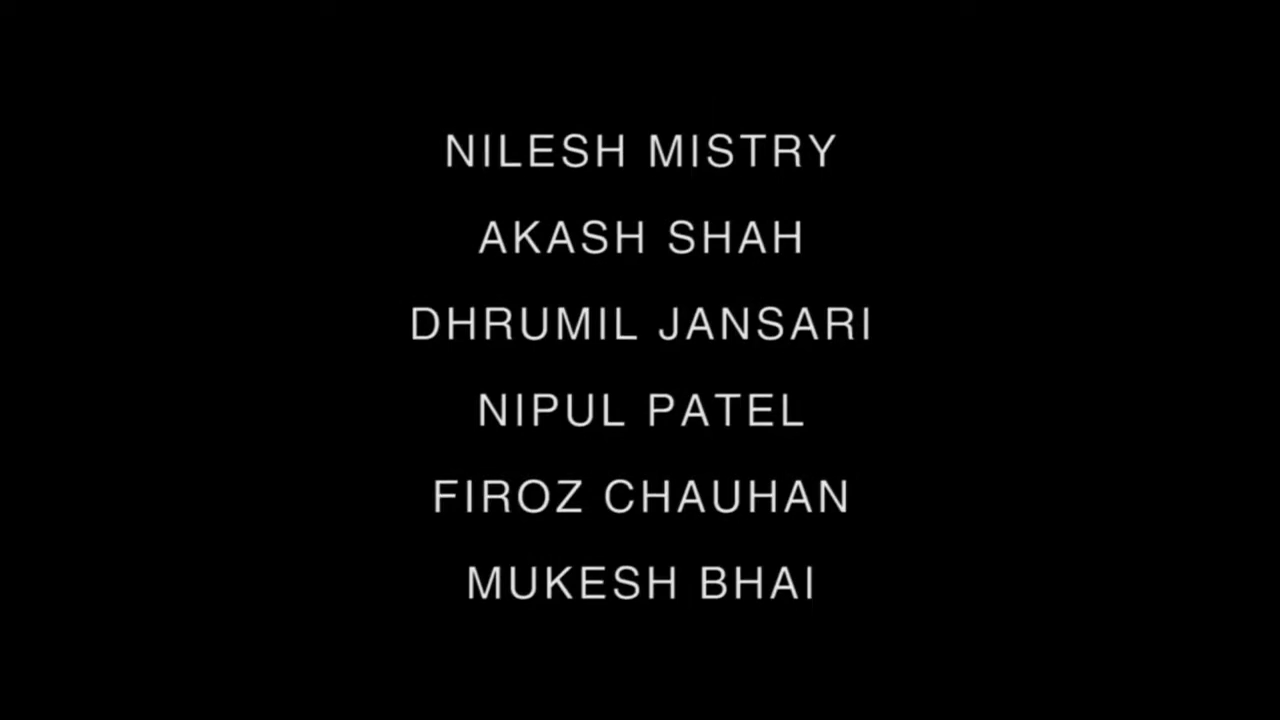 NILESH MISTRY
AKASH SHAH
DHRUMIL JANSARI
NIPUL PATEL
FIROZ CHAUHAN
MUKESH BHAI